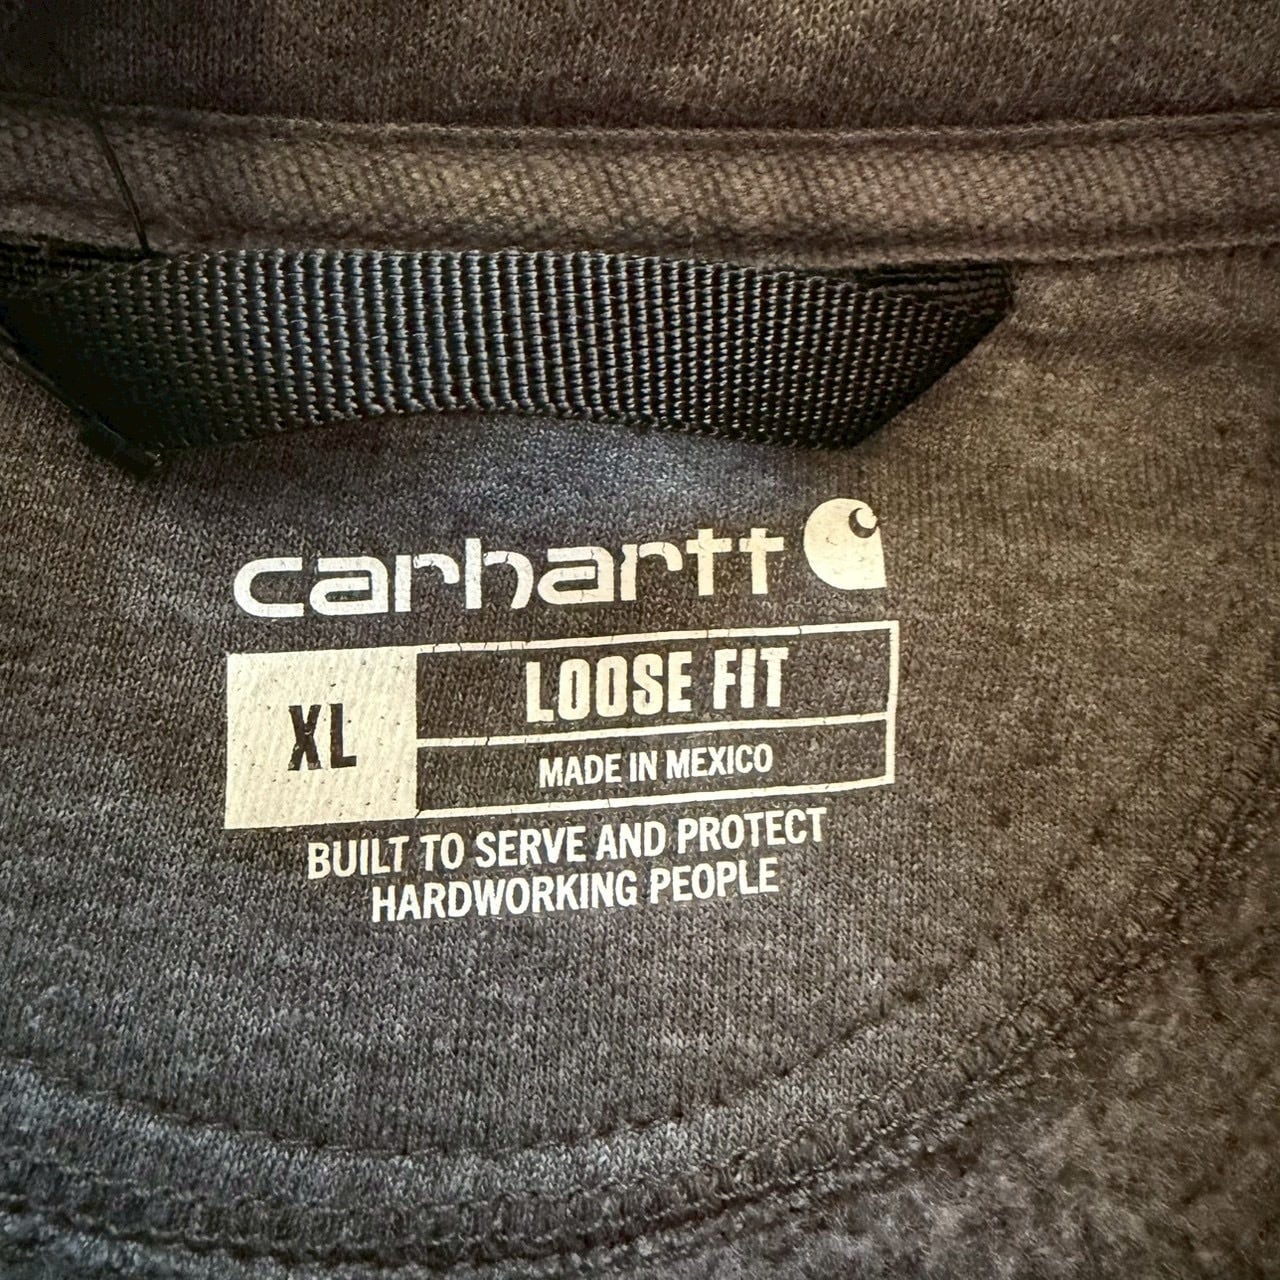 carhartt
XL
LOOSE FIT
MADE IN MEXICO
BUILT TO SERVE AND PROTECT
HARDWORKING PEOPLE